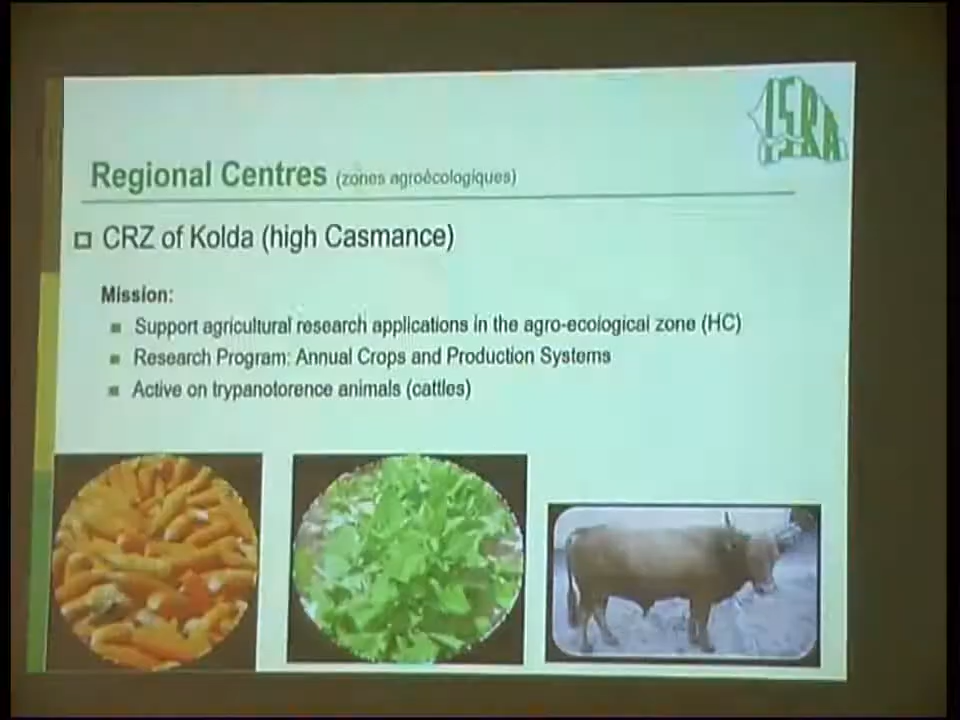 ISRA
Regional Centres (zones agroécologiques)
CRZ of Kolda (high Casmance)
Mission:
Support agricultural research applications in the agro-ecological zone (HC)
Research Program: Annual Crops and Production Systems
Active on trypanotorence animals (cattles)